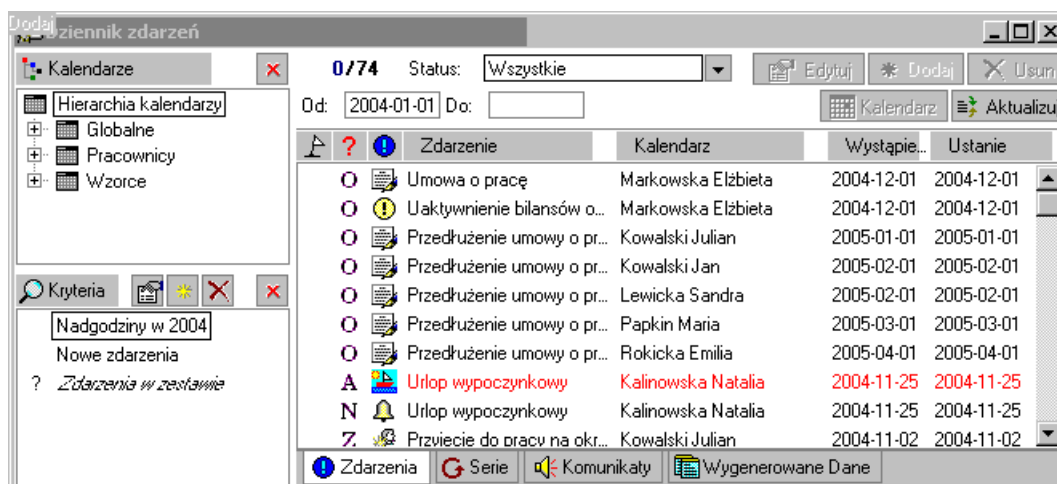 Dodaj
Dziennik zdarzeń
Kalendarze
0/74 Status: Wszystkie Edytuj Dodaj Usuń
Hierarchia kalendarzy
Od: 2004-01-01 Do: Kalendarz Aktualizu
Globalne
Pracownicy
Wzorce
? Zdarzenie Kalendarz Wystąpie... Ustanie
O Umowa o pracę Markowska Elżbieta 2004-12-01 2004-12-01
O Uaktywnienie bilansów o... Markowska Elżbieta 2004-12-01 2004-12-01
O Przedłużenie umowy o pr... Kowalski Julian 2005-01-01 2005-01-01
O Przedłużenie umowy o pr... Kowalski Jan 2005-02-01 2005-02-01
O Przedłużenie umowy o pr... Lewicka Sandra 2005-02-01 2005-02-01
O Przedłużenie umowy o pr... Papkin Maria 2005-03-01 2005-03-01
O Przedłużenie umowy o pr... Rokicka Emilia 2005-04-01 2005-04-01
A Urlop wypoczynkowy Kalinowska Natalia 2004-11-25 2004-11-25
N Urlop wypoczynkowy Kalinowska Natalia 2004-11-25 2004-11-25
Z Przyjęcie do pracy na okr... Kowalski Julian 2004-11-02 2004-11-02
Kryteria
Nadgodziny w 2004
Nowe zdarzenia
? Zdarzenia w zestawie
Zdarzenia Serie Komunikaty Wygenerowane Dane